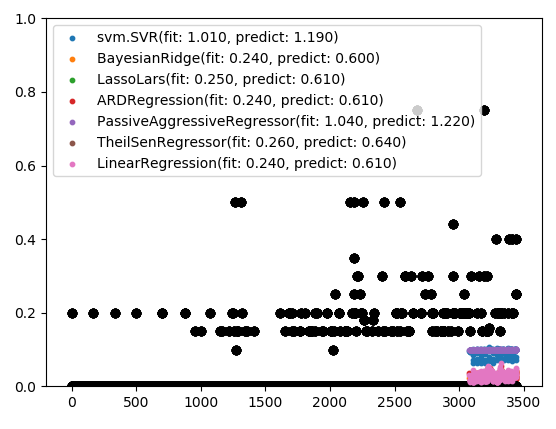 1.0
0.8
0.6
0.4
0.2
0.0
svm.SVR(fit: 1.010, predict: 1.190)
BayesianRidge(fit: 0.240, predict: 0.600)
LassoLars(fit: 0.250, predict: 0.610)
ARDRegression(fit: 0.240, predict: 0.610)
PassiveAggressiveRegressor(fit: 1.040, predict: 1.220)
TheilSenRegressor(fit: 0.260, predict: 0.640)
LinearRegression(fit: 0.240, predict: 0.610)
0 500 1000 1500 2000 2500 3000 3500